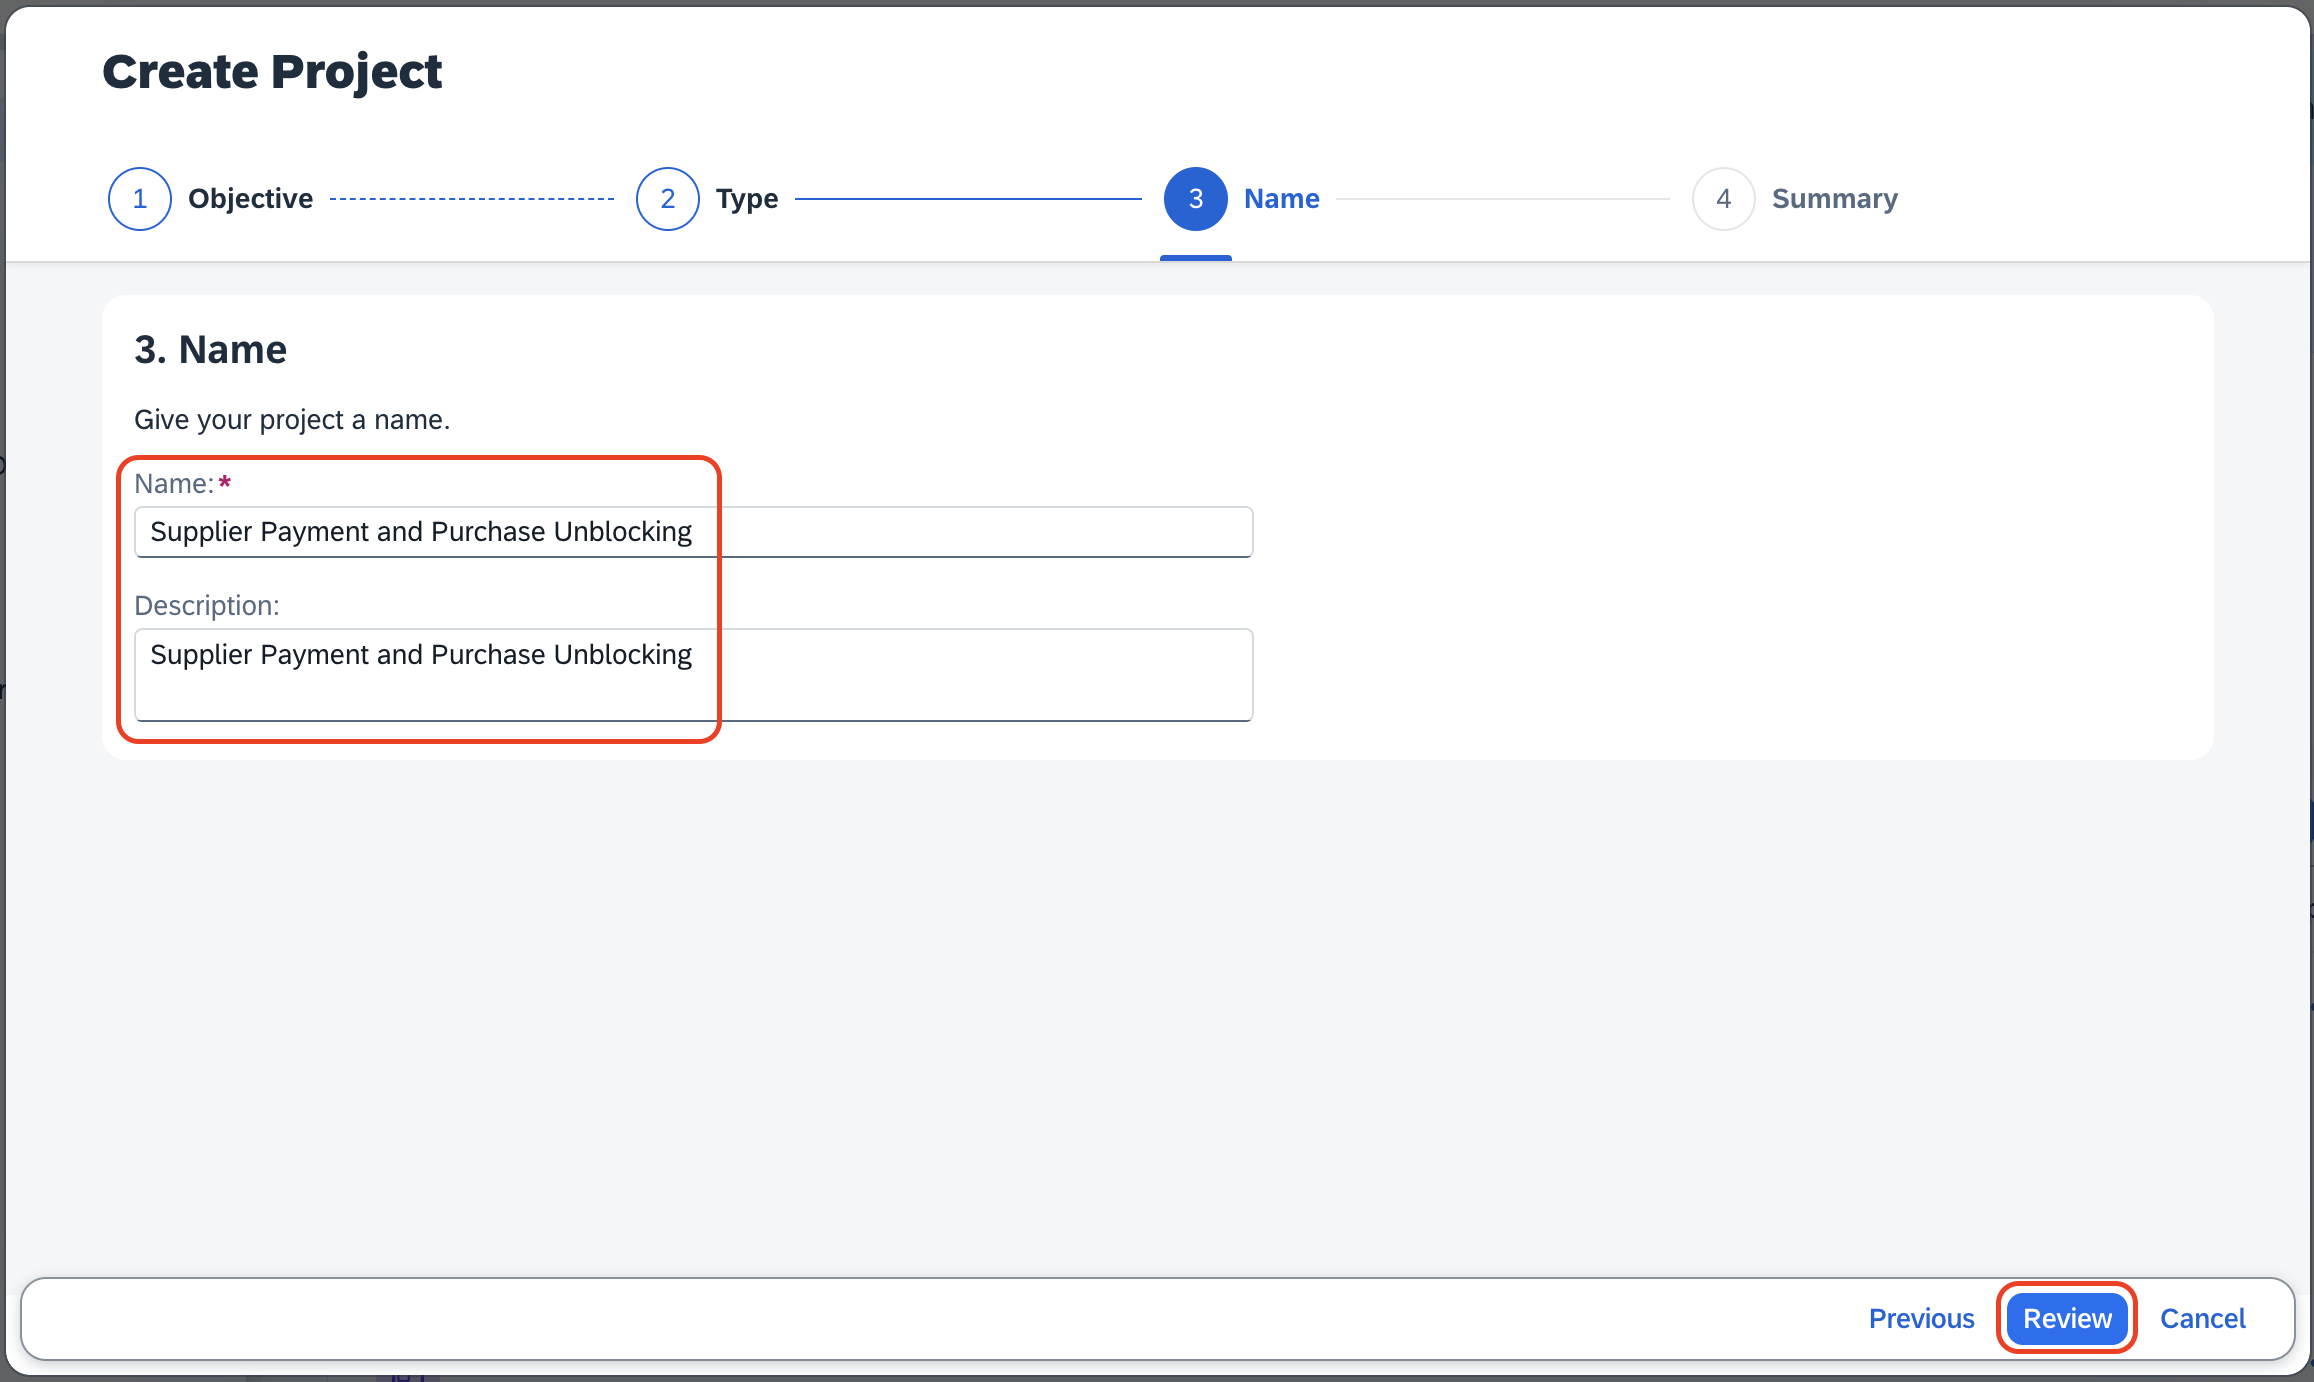 Create Project
1 Objective 2 Type 3 Name 4 Summary
3. Name
Give your project a name.
Name:*
Supplier Payment and Purchase Unblocking
Description:
Supplier Payment and Purchase Unblocking
Previous Review Cancel